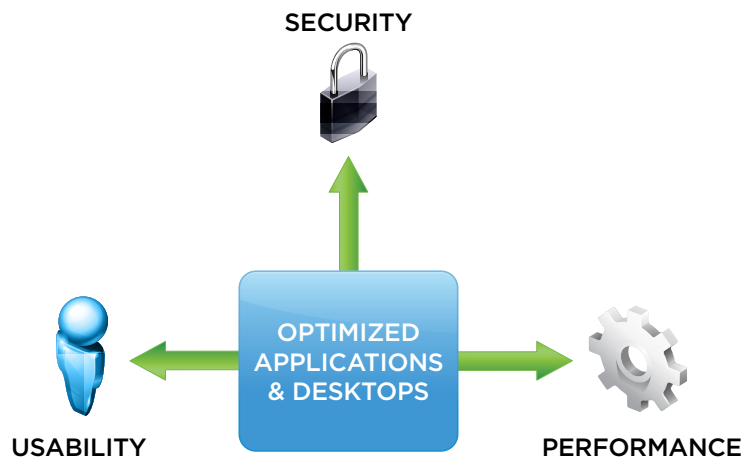 SECURITY
OPTIMIZED
APPLICATIONS
& DESKTOPS
USABILITY
PERFORMANCE